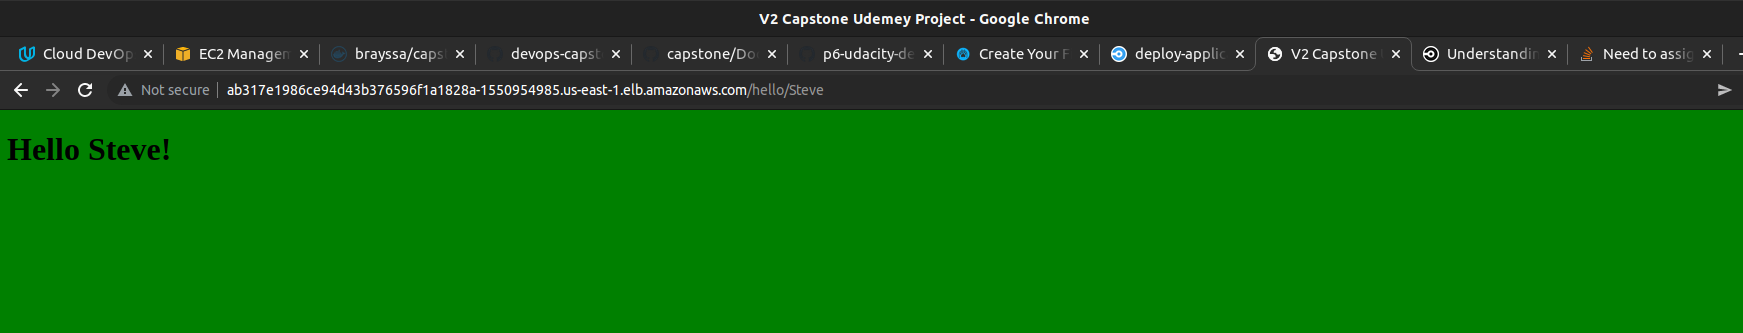 V2 Capstone Udemey Project - Google Chrome
Cloud DevOp EC2 Managem brayssa/caps devops-capst capstone/Do p6-udacity-de Create Your F deploy-applic V2 Capstone Understandin Need to assig
Not secure ab317e1986ce94d43b376596f1a1828a-1550954985.us-east-1.elb.amazonaws.com/hello/Steve
Hello Steve!